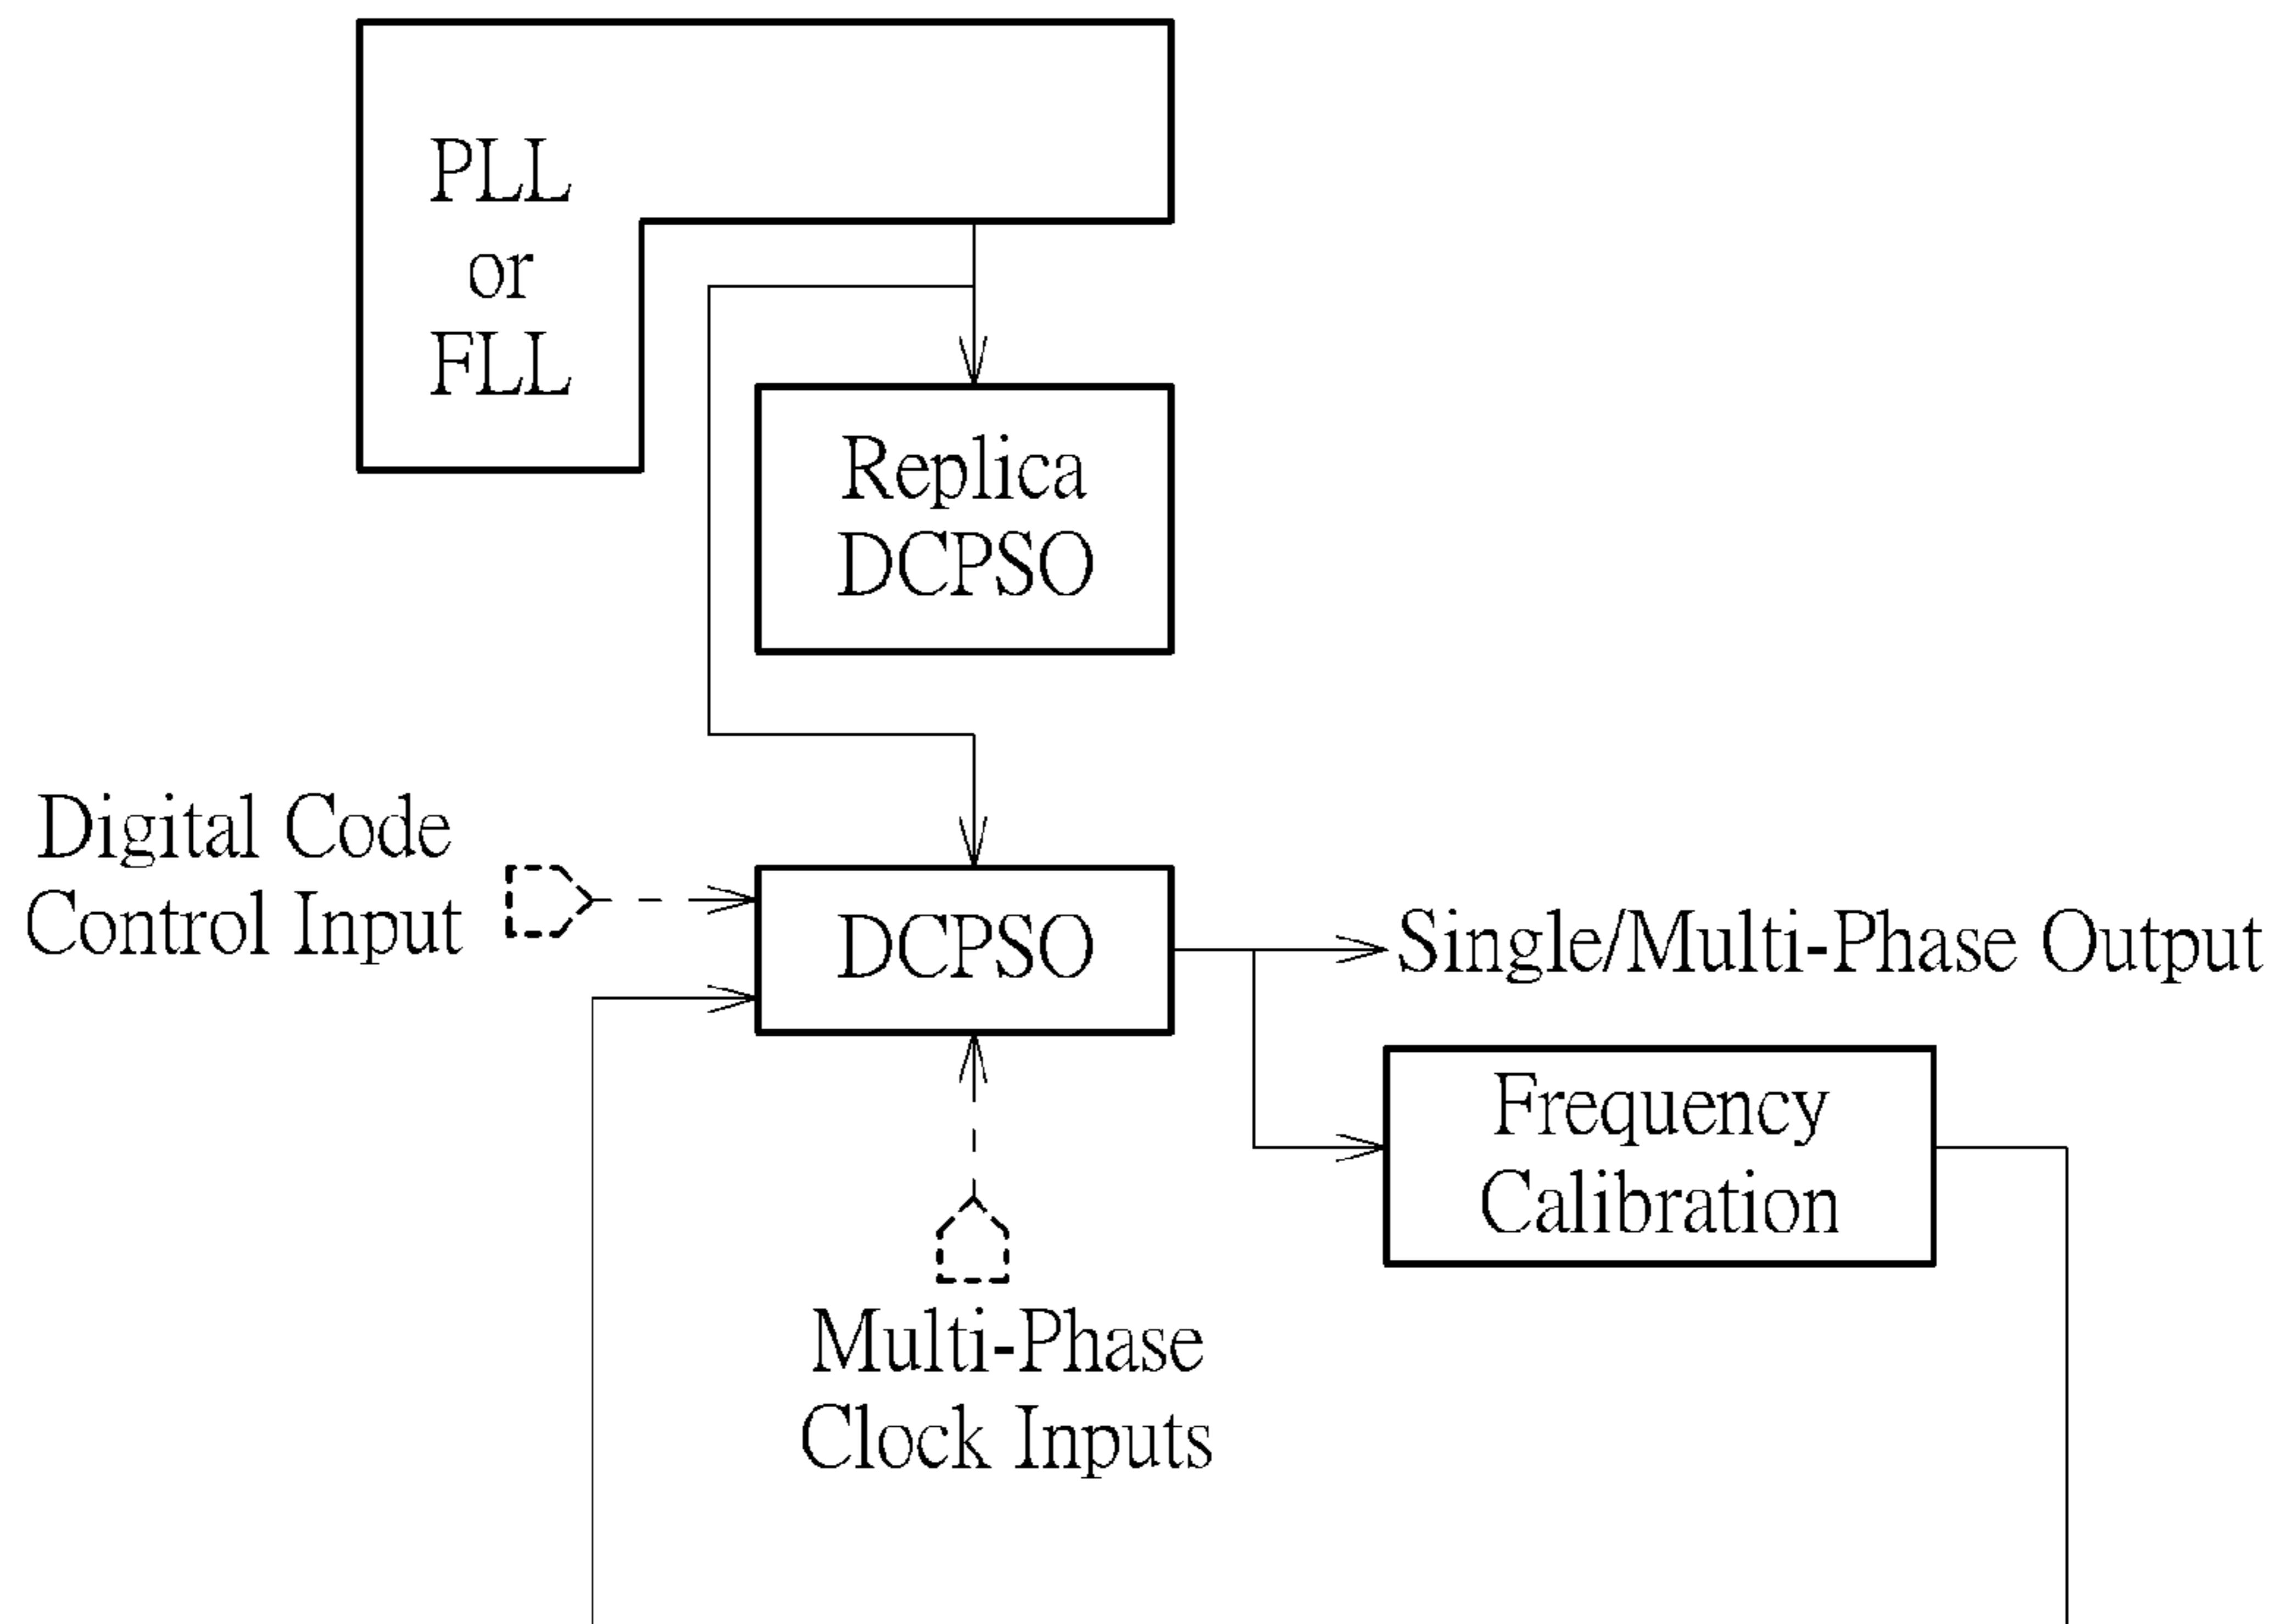 PLL
or
FLL
Replica
DCPSO
Digital Code
Control Input
DCPSO
Single/Multi-Phase Output
Frequency
Calibration
Multi-Phase
Clock Inputs